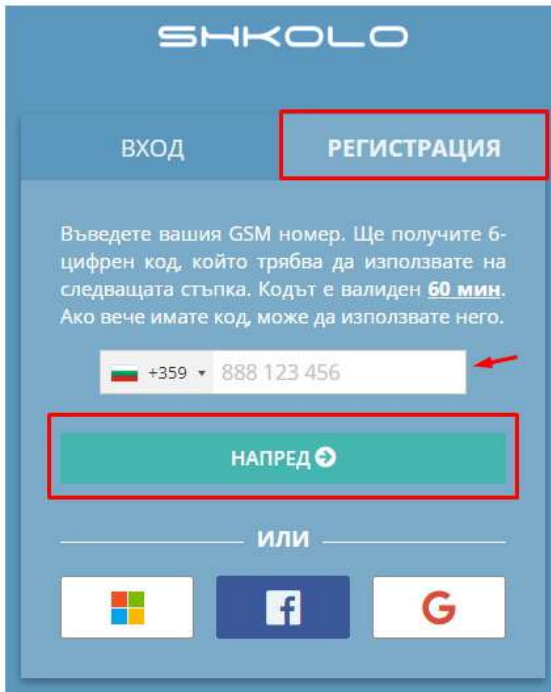 SHKOLO
ВХОД
РЕГИСТРАЦИЯ
Въведете вашия GSM номер. Ще получите 6-
цифрен код, който трябва да използвате на
следващата стъпка. Кодът е валиден 60 мин.
Ако вече имате код, може да използвате него.
+359 888 123 456
НАПРЕД
ИЛИ
f
G